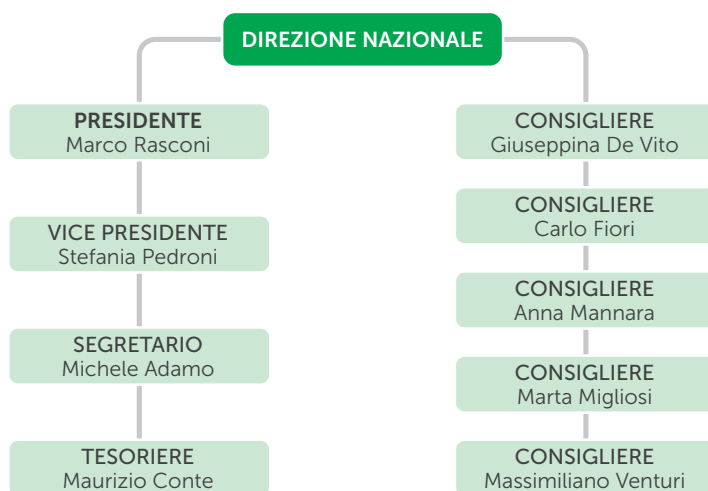 DIREZIONE NAZIONALE
PRESIDENTE
Marco Rasconi
VICE PRESIDENTE
Stefania Pedroni
SEGRETARIO
Michele Adamo
TESORIERE
Maurizio Conte
CONSIGLIERE
Giuseppina De Vito
CONSIGLIERE
Carlo Fiori
CONSIGLIERE
Anna Mannara
CONSIGLIERE
Marta Migliosi
CONSIGLIERE
Massimiliano Venturi